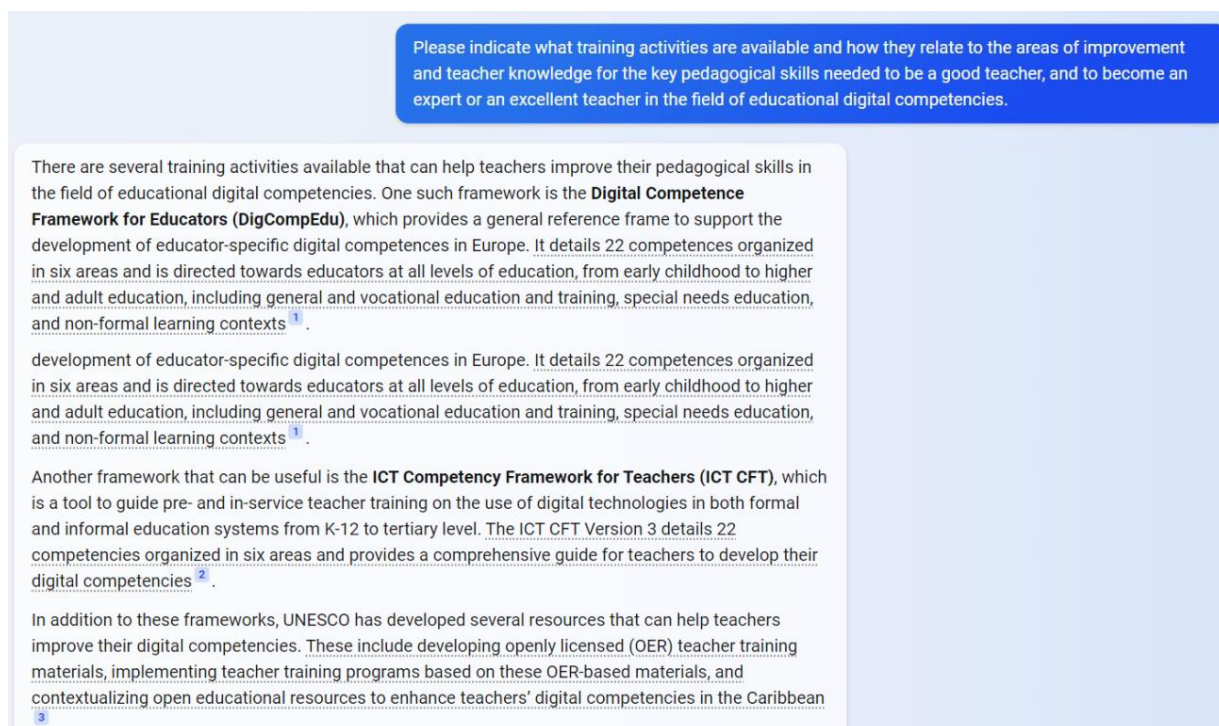 Please indicate what training activities are available and how they relate to the areas of improvement
and teacher knowledge for the key pedagogical skills needed to be a good teacher, and to become an
expert or an excellent teacher in the field of educational digital competencies.
There are several training activities available that can help teachers improve their pedagogical skills in
the field of educational digital competencies. One such framework is the Digital Competence
Framework for Educators (DigCompEdu), which provides a general reference frame to support the
development of educator-specific digital competences in Europe. It details 22 competences organized
in six areas and is directed towards educators at all levels of education, from early childhood to higher
and adult education, including general and vocational education and training, special needs education,
and non-formal learning contexts 1 .
development of educator-specific digital competences in Europe. It details 22 competences organized
in six areas and is directed towards educators at all levels of education, from early childhood to higher
and adult education, including general and vocational education and training, special needs education,
and non-formal learning contexts 1 .
Another framework that can be useful is the ICT Competency Framework for Teachers (ICT CFT), which
is a tool to guide pre- and in-service teacher training on the use of digital technologies in both formal
and informal education systems from K-12 to tertiary level. The ICT CFT Version 3 details 22
competencies organized in six areas and provides a comprehensive guide for teachers to develop their
digital competencies 2 .
In addition to these frameworks, UNESCO has developed several resources that can help teachers
improve their digital competencies. These include developing openly licensed (OER) teacher training
materials, implementing teacher training programs based on these OER-based materials, and
contextualizing open educational resources to enhance teachers' digital competencies in the Caribbean
3